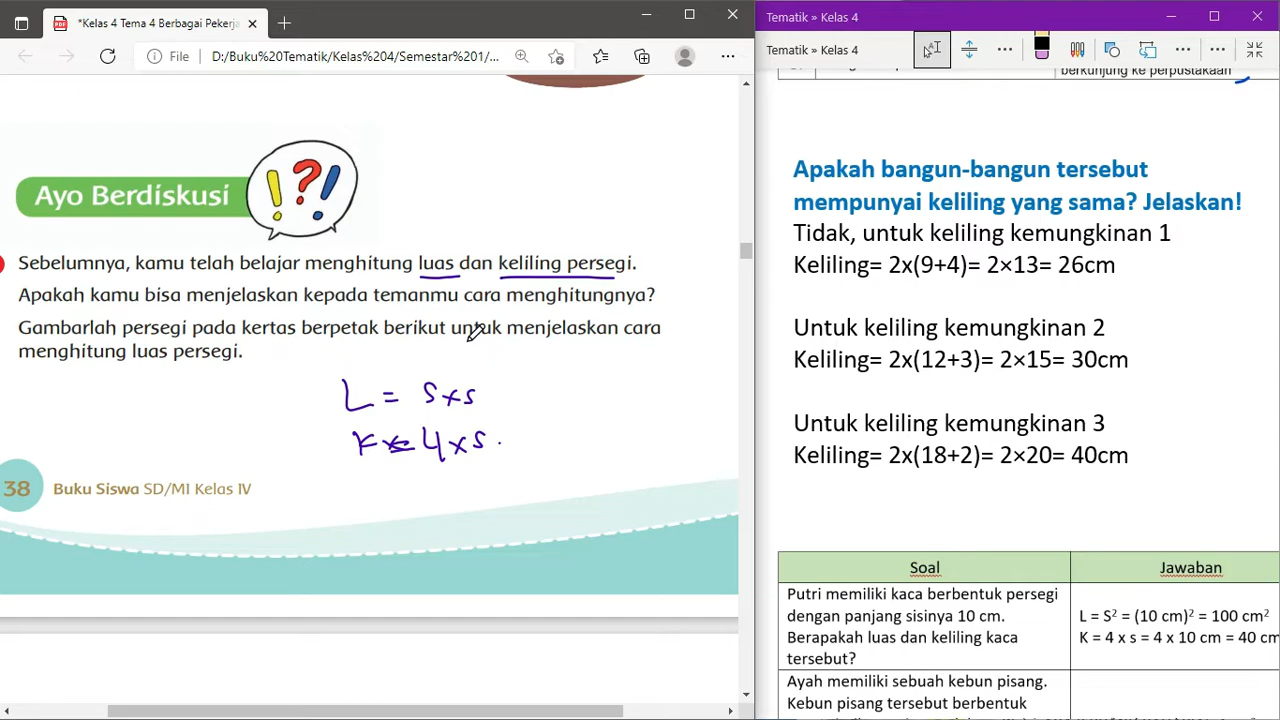 *Kelas 4 Tema 4 Berbagai Pekerja
File
D:/Buku%20Tematik/Kelas%204/Semestar%201/...
Ayo Berdiskusi
Sebelumnya, kamu telah belajar menghitung luas dan keliling persegi.
Apakah kamu bisa menjelaskan kepada temanmu cara menghitungnya?
Gambarlah persegi pada kertas berpetak berikut untuk menjelaskan cara
menghitung luas persegi.
L = s×s
K = 4×s.
38 Buku Siswa SD/MI Kelas IV
Tematik » Kelas 4
Tematik » Kelas 4
berkunjung ke perpustakaan
Apakah bangun-bangun tersebut
mempunyai keliling yang sama? Jelaskan!
Tidak, untuk keliling kemungkinan 1
Keliling= 2x(9+4)= 2×13= 26cm
Untuk keliling kemungkinan 2
Keliling= 2x(12+3)= 2×15= 30cm
Untuk keliling kemungkinan 3
Keliling= 2x(18+2)= 2×20= 40cm
Soal
Jawaban
Putri memiliki kaca berbentuk persegi
dengan panjang sisinya 10 cm.
Berapakah luas dan keliling kaca
tersebut?
L = S² = (10 cm)² = 100 cm²
K = 4 x s = 4 x 10 cm = 40 cm
Ayah memiliki sebuah kebun pisang.
Kebun pisang tersebut berbentuk